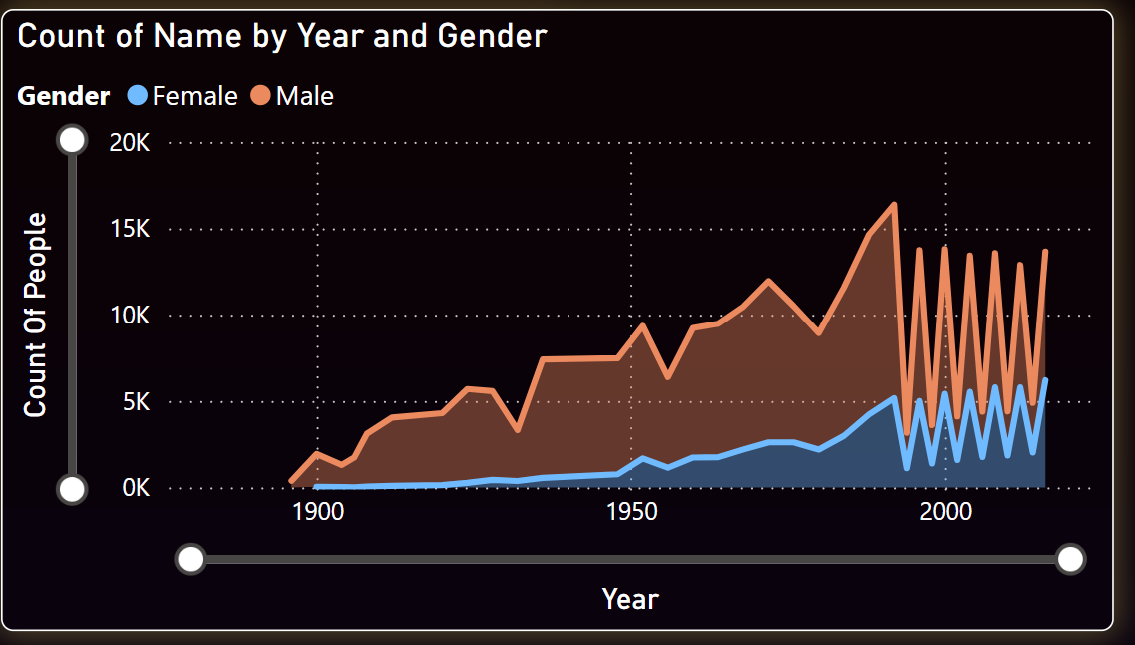 Count of Name by Year and Gender
Gender Female Male
Count Of People
20K
15K
10K
5K
0K
1900 1950 2000
Year